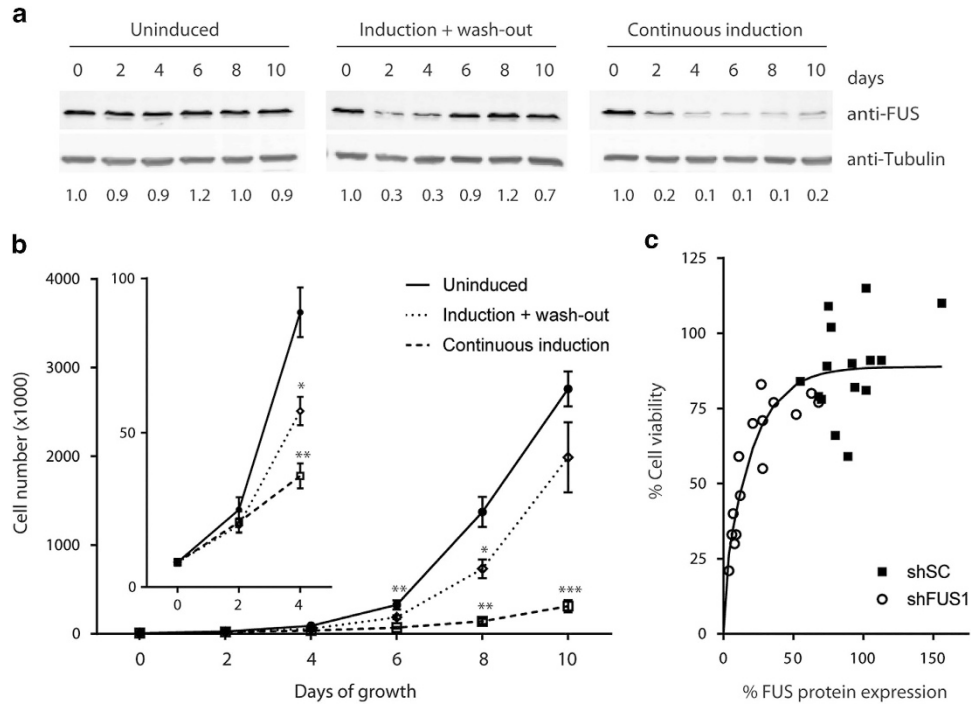 a
Uninduced Induction + wash-out Continuous induction
0 2 4 6 8 10 0 2 4 6 8 10 0 2 4 6 8 10 days
anti-FUS
anti-Tubulin
1.0 0.9 0.9 1.2 1.0 0.9 1.0 0.3 0.3 0.9 1.2 0.7 1.0 0.2 0.1 0.1 0.1 0.2
b
Cell number (x1000)
4000
3000
2000
1000
0
0 2 4 6 8 10
Days of growth
100
50
0
0 2 4
*
**
Uninduced
Induction + wash-out
Continuous induction
**
*
**
***
c
% Cell viability
125
100
75
50
25
0
0 50 100 150
% FUS protein expression
shSC
shFUS1